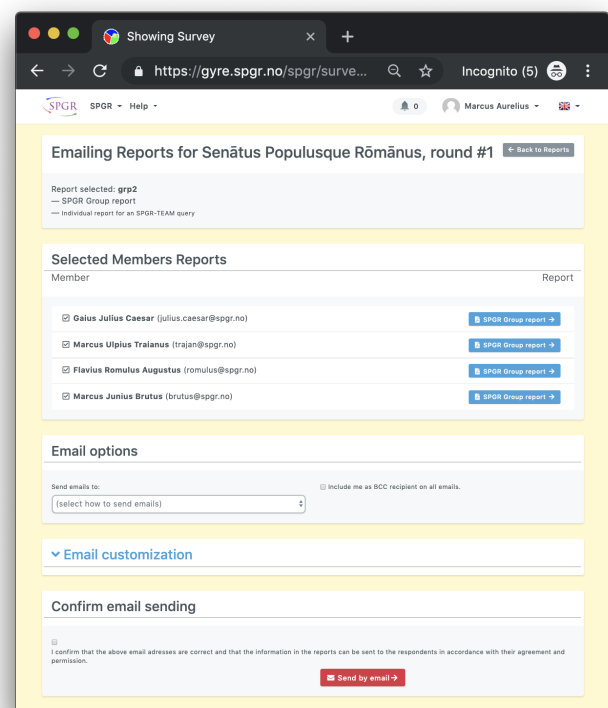 Showing Survey
https://gyre.spgr.no/spgr/surve... Incognito (5)
SPGR SPGR Help 0 Marcus Aurelius
Emailing Reports for Senātus Populusque Rōmānus, round #1 ← Back to Reports
Report selected: grp2
— SPGR Group report
— Individual report for an SPGR-TEAM query
Selected Members Reports
Member Report
Gaius Julius Caesar (julius.caesar@spgr.no) SPGR Group report →
Marcus Ulpius Traianus (trajan@spgr.no) SPGR Group report →
Flavius Romulus Augustus (romulus@spgr.no) SPGR Group report →
Marcus Junius Brutus (brutus@spgr.no) SPGR Group report →
Email options
Send emails to: Include me as BCC recipient on all emails.
(select how to send emails)
Email customization
Confirm email sending
I confirm that the above email adresses are correct and that the information in the reports can be sent to the respondents in accordance with their agreement and
permission.
Send by email →